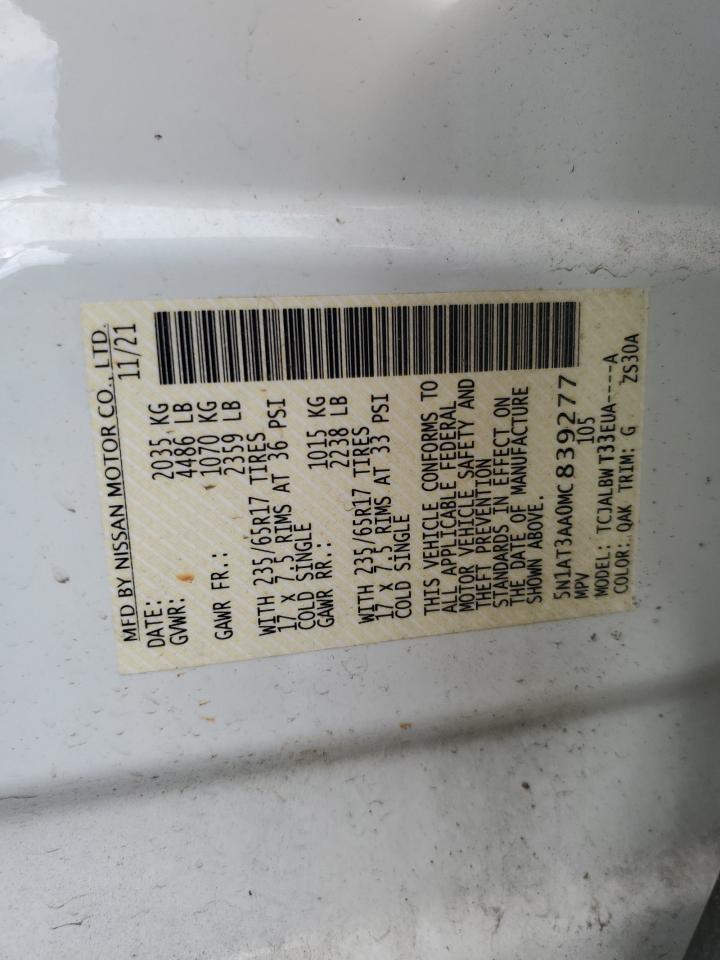 MFD BY NISSAN MOTOR CO., LTD.
DATE: 11/21
GVWR: 2035 KG
4486 LB
GAWR FR.: 1070 KG
2359 LB
WITH 235/65R17 TIRES
17 X 7.5 RIMS AT 36 PSI
COLD SINGLE
GAWR RR.: 1015 KG
2238 LB
WITH 235/65R17 TIRES
17 X 7.5 RIMS AT 33 PSI
COLD SINGLE
THIS VEHICLE CONFORMS TO
ALL APPLICABLE FEDERAL
MOTOR VEHICLE SAFETY AND
THEFT PREVENTION
STANDARDS IN EFFECT ON
THE DATE OF MANUFACTURE
SHOWN ABOVE.
5N1AT3AA0MC839277
MPV 105
MODEL: TCJALBW T33EUA----A
COLOR: QAK TRIM: G ZS30A